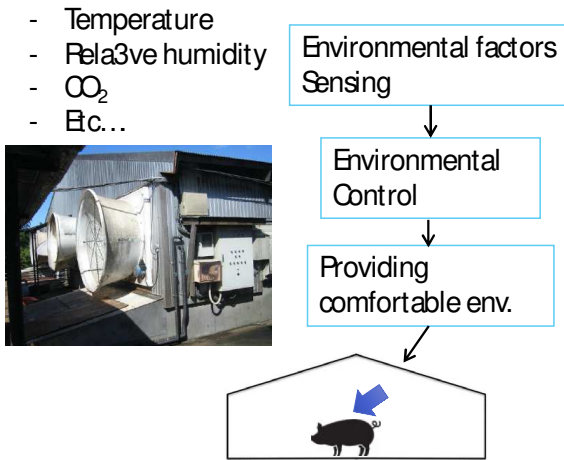 - Temperature
- Rela3ve humidity
- CO₂
- Etc...
Environmental factors
Sensing
Environmental
Control
Providing
comfortable env.